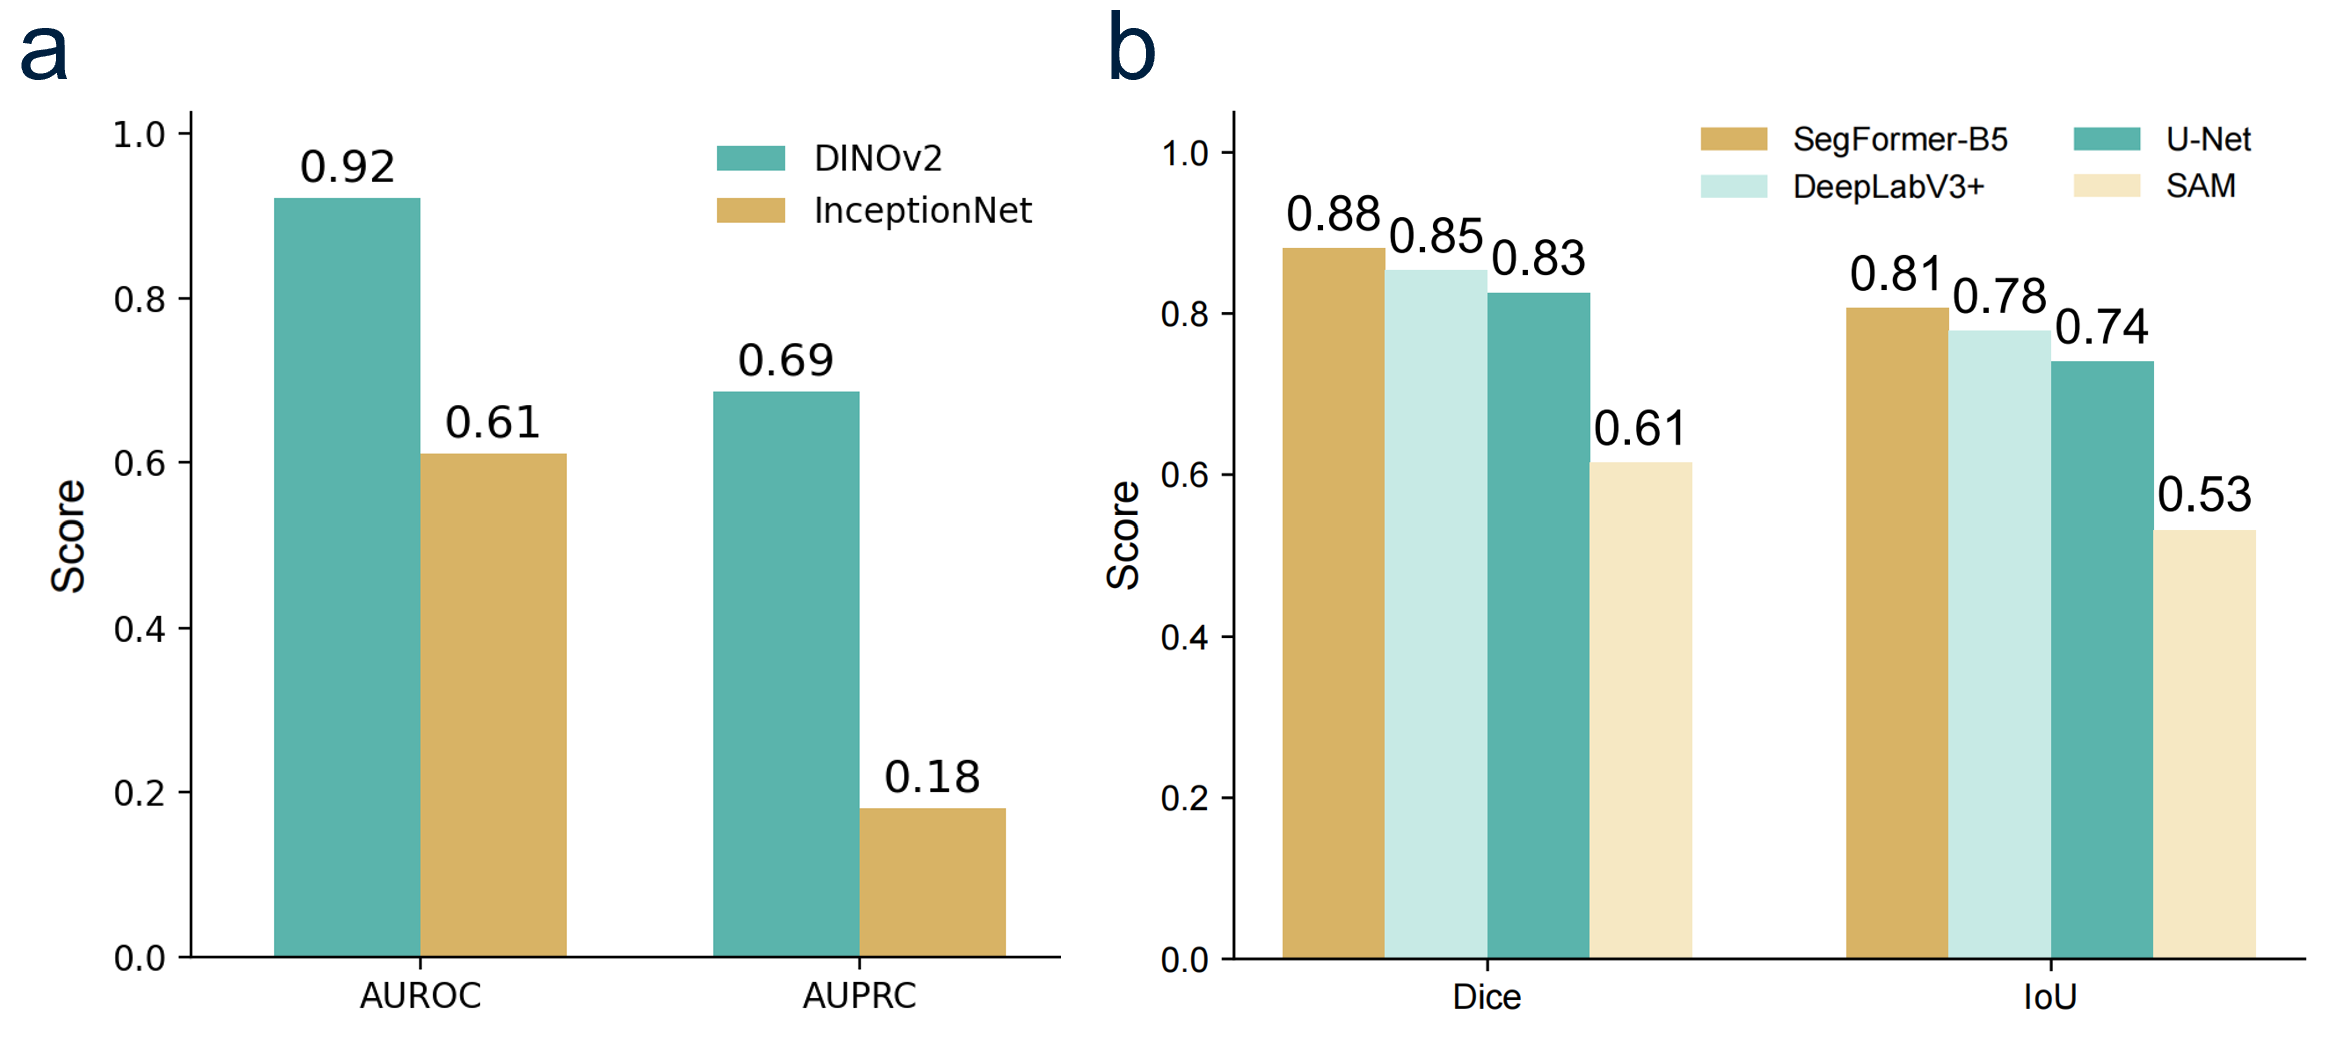 a
1.0
0.8
0.6
0.4
0.2
0.0
Score
DINOv2
InceptionNet
0.92
0.61
0.69
0.18
AUROC
AUPRC
b
1.0
0.8
0.6
0.4
0.2
0.0
Score
SegFormer-B5
DeepLabV3+
U-Net
SAM
0.88
0.85
0.83
0.61
0.81
0.78
0.74
0.53
Dice
IoU